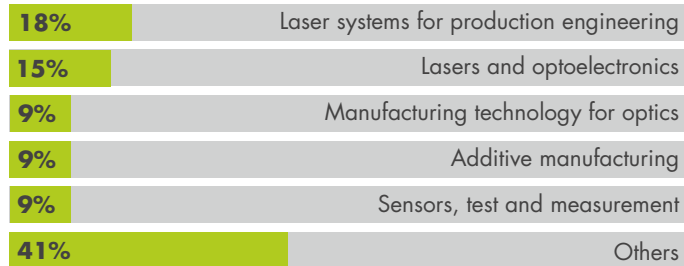 18% Laser systems for production engineering
15% Lasers and optoelectronics
9% Manufacturing technology for optics
9% Additive manufacturing
9% Sensors, test and measurement
41% Others